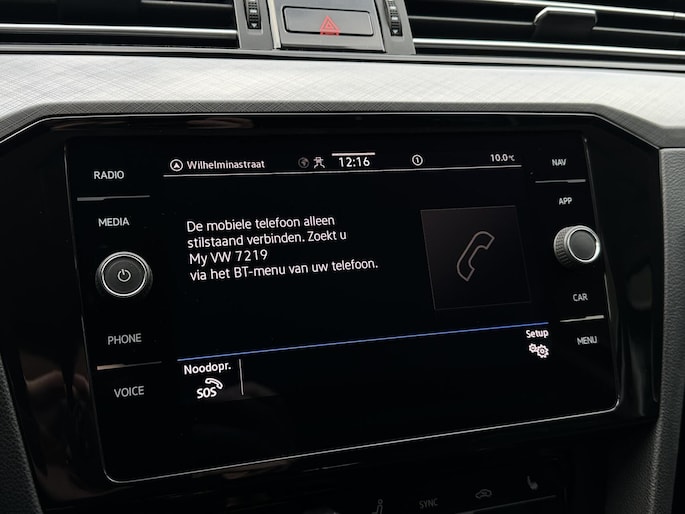 RADIO
MEDIA
PHONE
VOICE
Wilhelminastraat
12:16
1
10.0°C
De mobiele telefoon alleen
stilstaand verbinden. Zoekt u
My VW 7219
via het BT-menu van uw telefoon.
Setup
Noodopr.
SOS
NAV
APP
CAR
MENU
SYNC